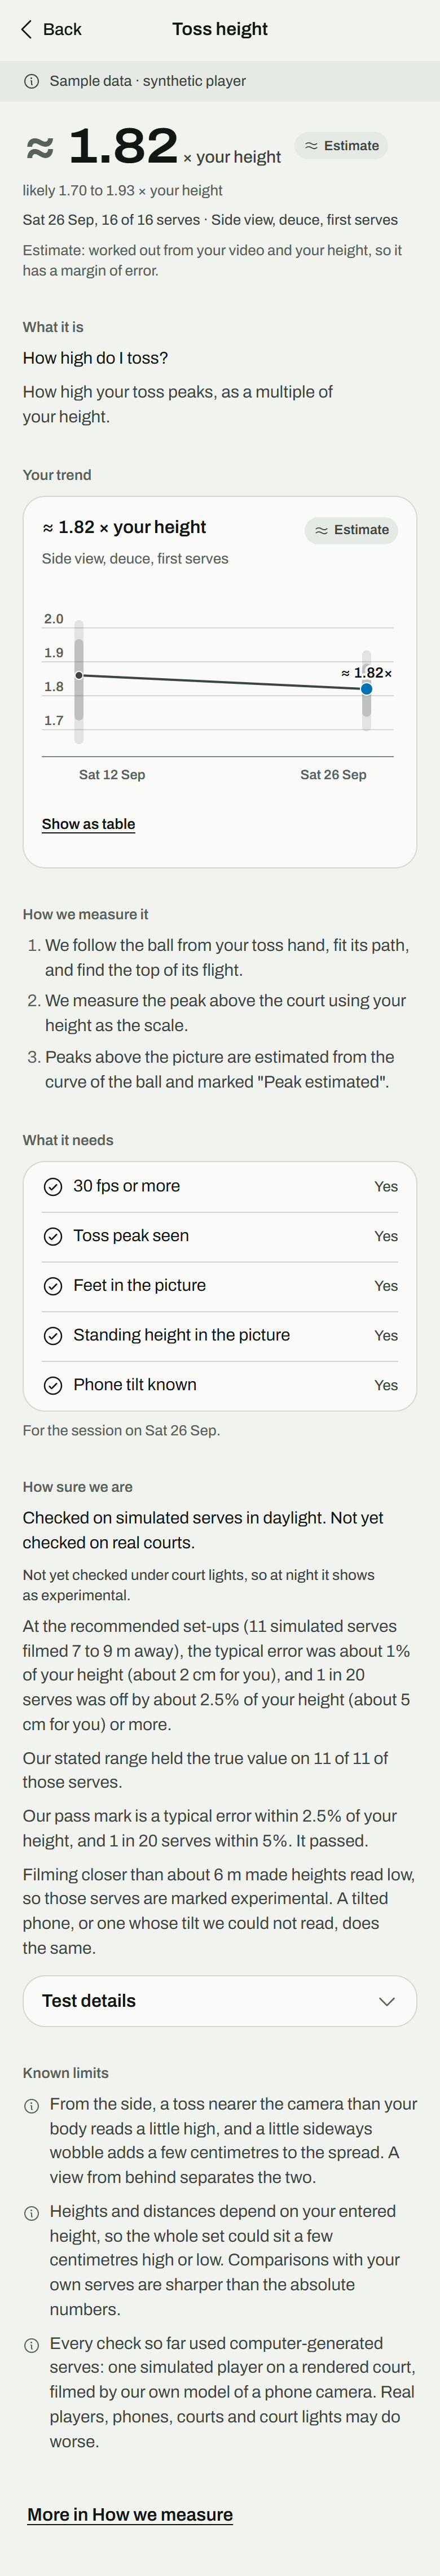 Back
Toss height
Sample data · synthetic player
≈ 1.82 × your height
≈ Estimate
likely 1.70 to 1.93 × your height
Sat 26 Sep, 16 of 16 serves · Side view, deuce, first serves
Estimate: worked out from your video and your height, so it
has a margin of error.
What it is
How high do I toss?
How high your toss peaks, as a multiple of
your height.
Your trend
≈ 1.82 × your height
≈ Estimate
Side view, deuce, first serves
2.0
1.9
≈ 1.82×
1.8
1.7
Sat 12 Sep
Sat 26 Sep
Show as table
How we measure it
1. We follow the ball from your toss hand, fit its path,
and find the top of its flight.
2. We measure the peak above the court using your
height as the scale.
3. Peaks above the picture are estimated from the
curve of the ball and marked "Peak estimated".
What it needs
30 fps or more Yes
Toss peak seen Yes
Feet in the picture Yes
Standing height in the picture Yes
Phone tilt known Yes
For the session on Sat 26 Sep.
How sure we are
Checked on simulated serves in daylight. Not yet
checked on real courts.
Not yet checked under court lights, so at night it shows
as experimental.
At the recommended set-ups (11 simulated serves
filmed 7 to 9 m away), the typical error was about 1%
of your height (about 2 cm for you), and 1 in 20
serves was off by about 2.5% of your height (about 5
cm for you) or more.
Our stated range held the true value on 11 of 11 of
those serves.
Our pass mark is a typical error within 2.5% of your
height, and 1 in 20 serves within 5%. It passed.
Filming closer than about 6 m made heights read low,
so those serves are marked experimental. A tilted
phone, or one whose tilt we could not read, does
the same.
Test details
Known limits
From the side, a toss nearer the camera than your
body reads a little high, and a little sideways
wobble adds a few centimetres to the spread. A
view from behind separates the two.
Heights and distances depend on your entered
height, so the whole set could sit a few
centimetres high or low. Comparisons with your
own serves are sharper than the absolute
numbers.
Every check so far used computer-generated
serves: one simulated player on a rendered court,
filmed by our own model of a phone camera. Real
players, phones, courts and court lights may do
worse.
More in How we measure